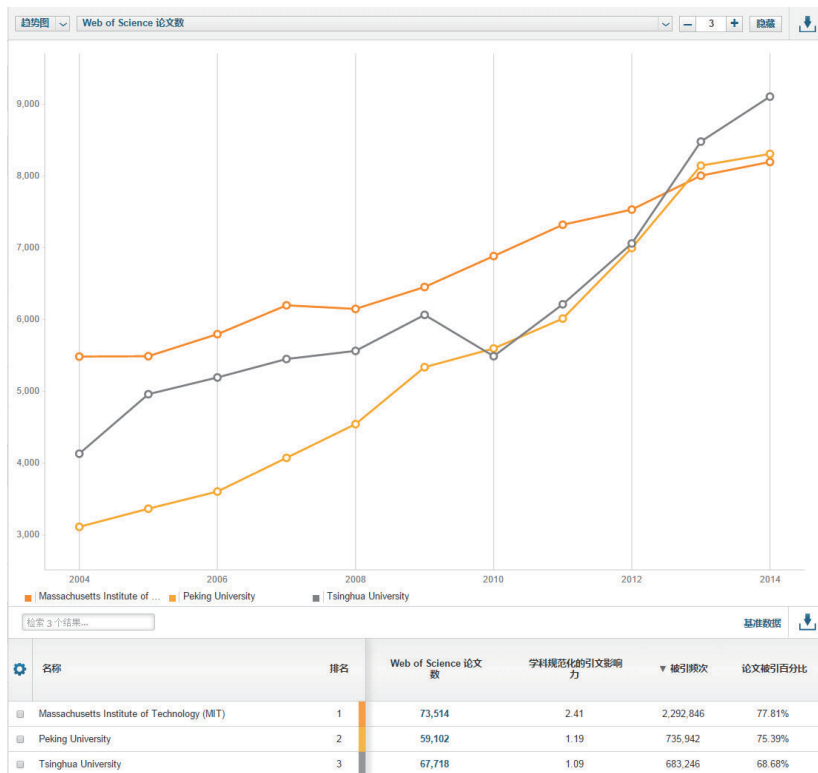 趋势图 Web of Science 论文数 3 隐藏
9,000
8,000
7,000
6,000
5,000
4,000
3,000
2004 2006 2008 2010 2012 2014
Massachusetts Institute of ... Peking University Tsinghua University
检索 3 个结果... 基准数据
名称 排名 Web of Science 论文 学科规范化的引文影响 被引频次 论文被引百分比
数 力
Massachusetts Institute of Technology (MIT) 1 73,514 2.41 2,292,846 77.81%
Peking University 2 59,102 1.19 735,942 75.39%
Tsinghua University 3 67,718 1.09 683,246 68.68%